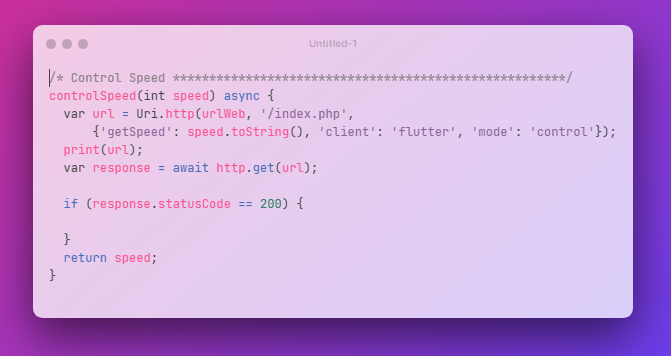 Untitled-1
/* Control Speed ******************************************************/
controlSpeed(int speed) async {
  var url = Uri.http(urlWeb, '/index.php',
      {'getSpeed': speed.toString(), 'client': 'flutter', 'mode': 'control'});
  print(url);
  var response = await http.get(url);

  if (response.statusCode == 200) {

  }
  return speed;
}